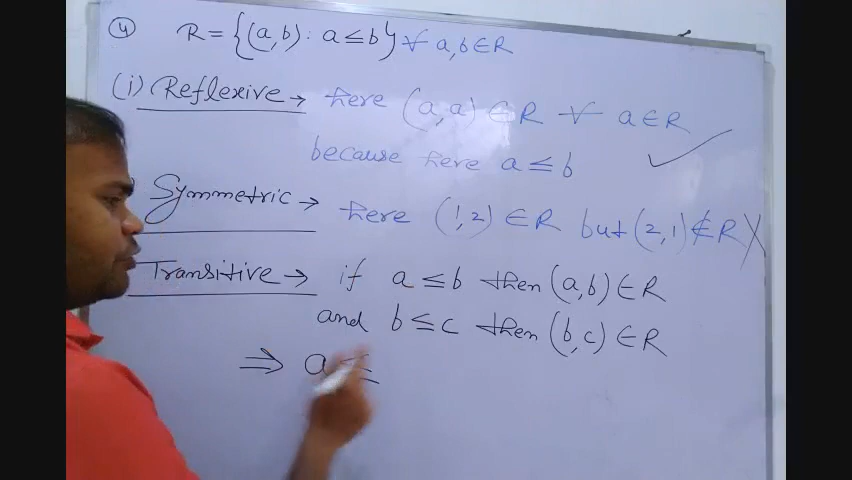 ④ R = {(a,b) : a ≤ b} ∀ a,b ∈ R
(i) Reflexive → here (a,a) ∈ R ∀ a ∈ R
because here a ≤ b ✓
Symmetric → here (1,2) ∈ R but (2,1) ∉ R X
Transitive → if a ≤ b then (a,b) ∈ R
and b ≤ c then (b,c) ∈ R
⇒ a ≤